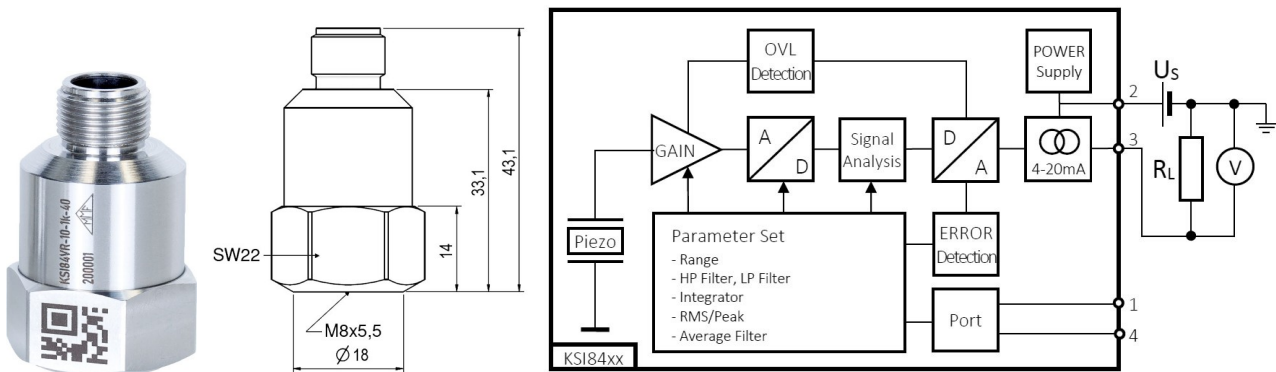 KSI84VR-10-1k-40
200001
MMF
SW22
14
33,1
43,1
M8x5,5
Ø 18
OVL
Detection
POWER
Supply
GAIN
A
D
Signal
Analysis
D
A
4-20mA
Piezo
Parameter Set
- Range
- HP Filter, LP Filter
- Integrator
- RMS/Peak
- Average Filter
ERROR
Detection
Port
KSI84xx
2
3
1
4
US
RL
V